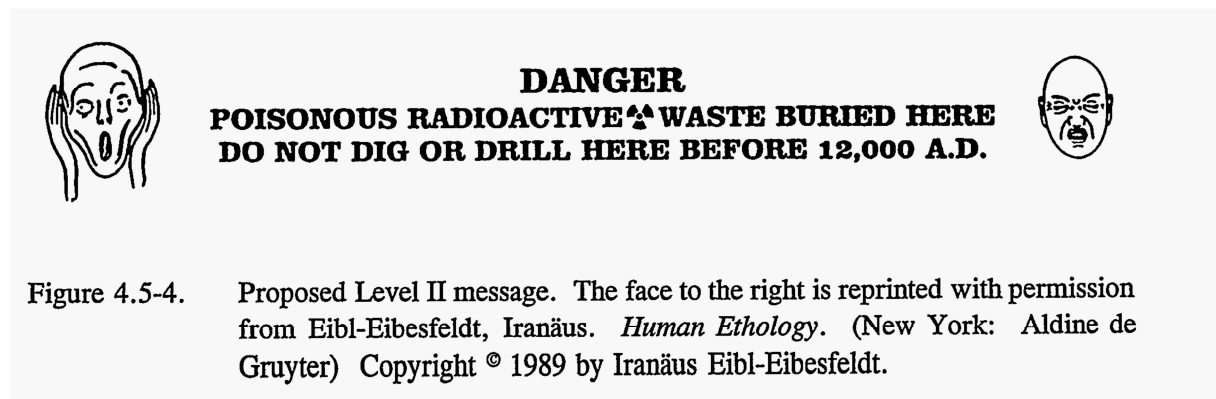 DANGER
POISONOUS RADIOACTIVE WASTE BURIED HERE
DO NOT DIG OR DRILL HERE BEFORE 12,000 A.D.
Figure 4.5-4. Proposed Level II message. The face to the right is reprinted with permission
from Eibl-Eibesfeldt, Iranäus. Human Ethology. (New York: Aldine de
Gruyter) Copyright © 1989 by Iranäus Eibl-Eibesfeldt.